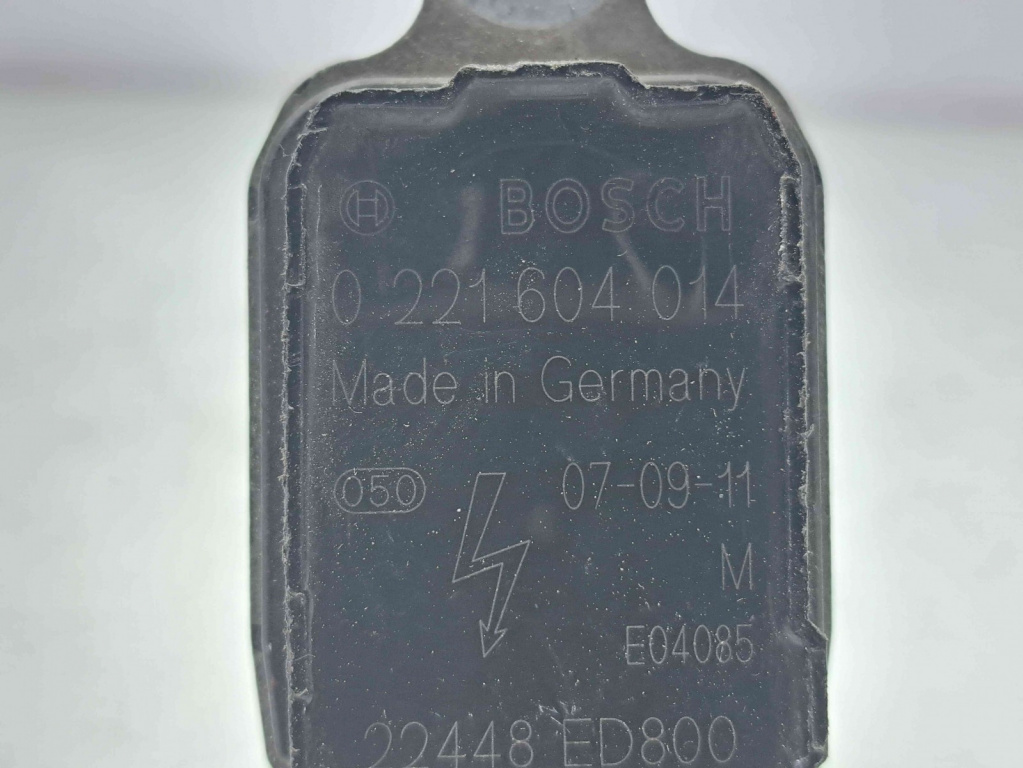 BOSCH
0 221 604 014
Made in Germany
050 07-09-11
M
E04085
22448 ED800